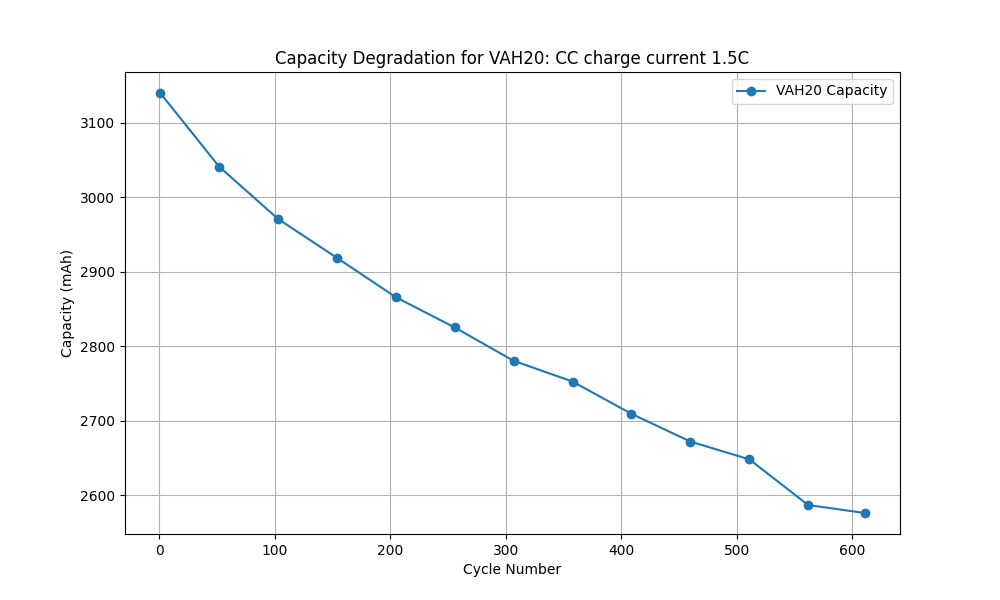 Capacity Degradation for VAH20: CC charge current 1.5C
VAH20 Capacity
Capacity (mAh)
3100
3000
2900
2800
2700
2600
0 100 200 300 400 500 600
Cycle Number